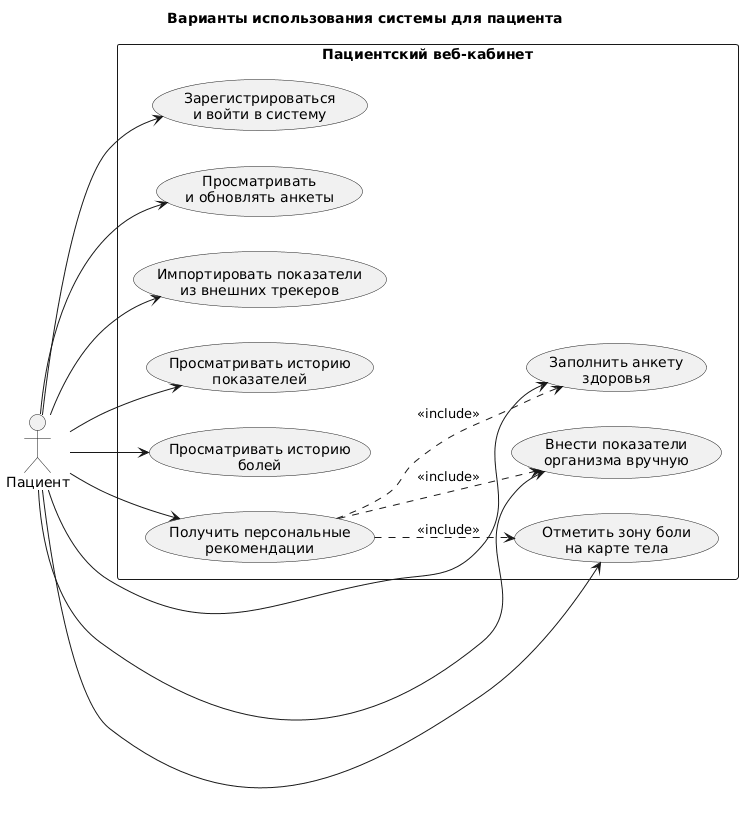 Варианты использования системы для пациента
Пациентский веб-кабинет
Зарегистрироваться
и войти в систему
Просматривать
и обновлять анкеты
Импортировать показатели
из внешних трекеров
Просматривать историю
показателей
Заполнить анкету
здоровья
«include»
Просматривать историю
болей
Внести показатели
организма вручную
«include»
Пациент
Получить персональные
рекомендации
«include»
Отметить зону боли
на карте тела